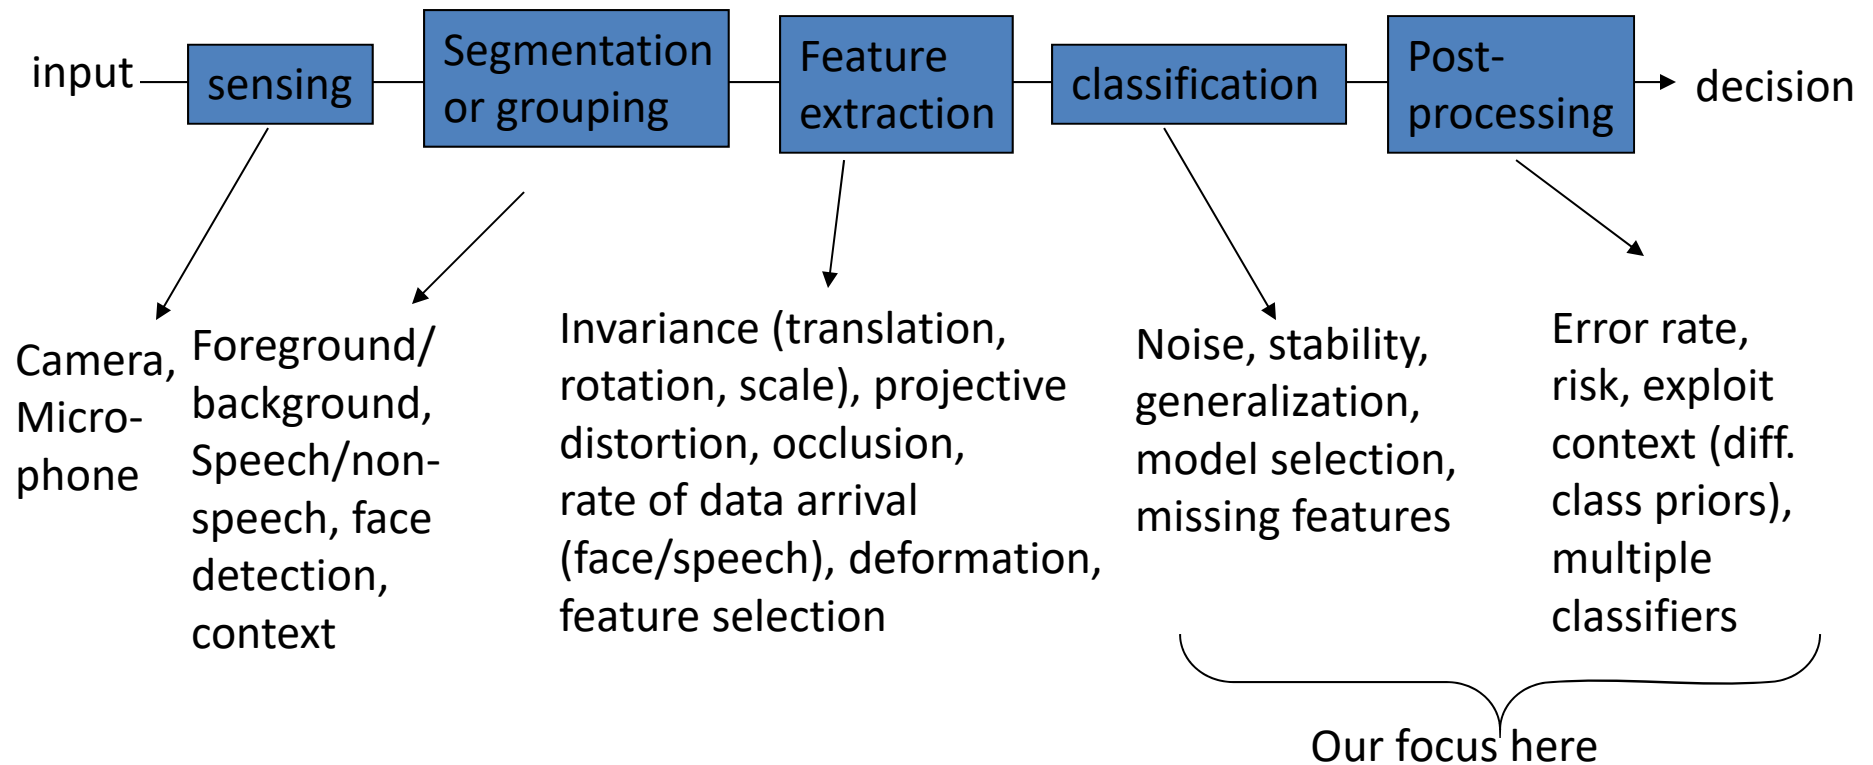 input
sensing
Segmentation
or grouping
Feature
extraction
classification
Post-
processing
decision
Camera,
Micro-
phone
Foreground/
background,
Speech/non-
speech, face
detection,
context
Invariance (translation,
rotation, scale), projective
distortion, occlusion,
rate of data arrival
(face/speech), deformation,
feature selection
Noise, stability,
generalization,
model selection,
missing features
Error rate,
risk, exploit
context (diff.
class priors),
multiple
classifiers
Our focus here